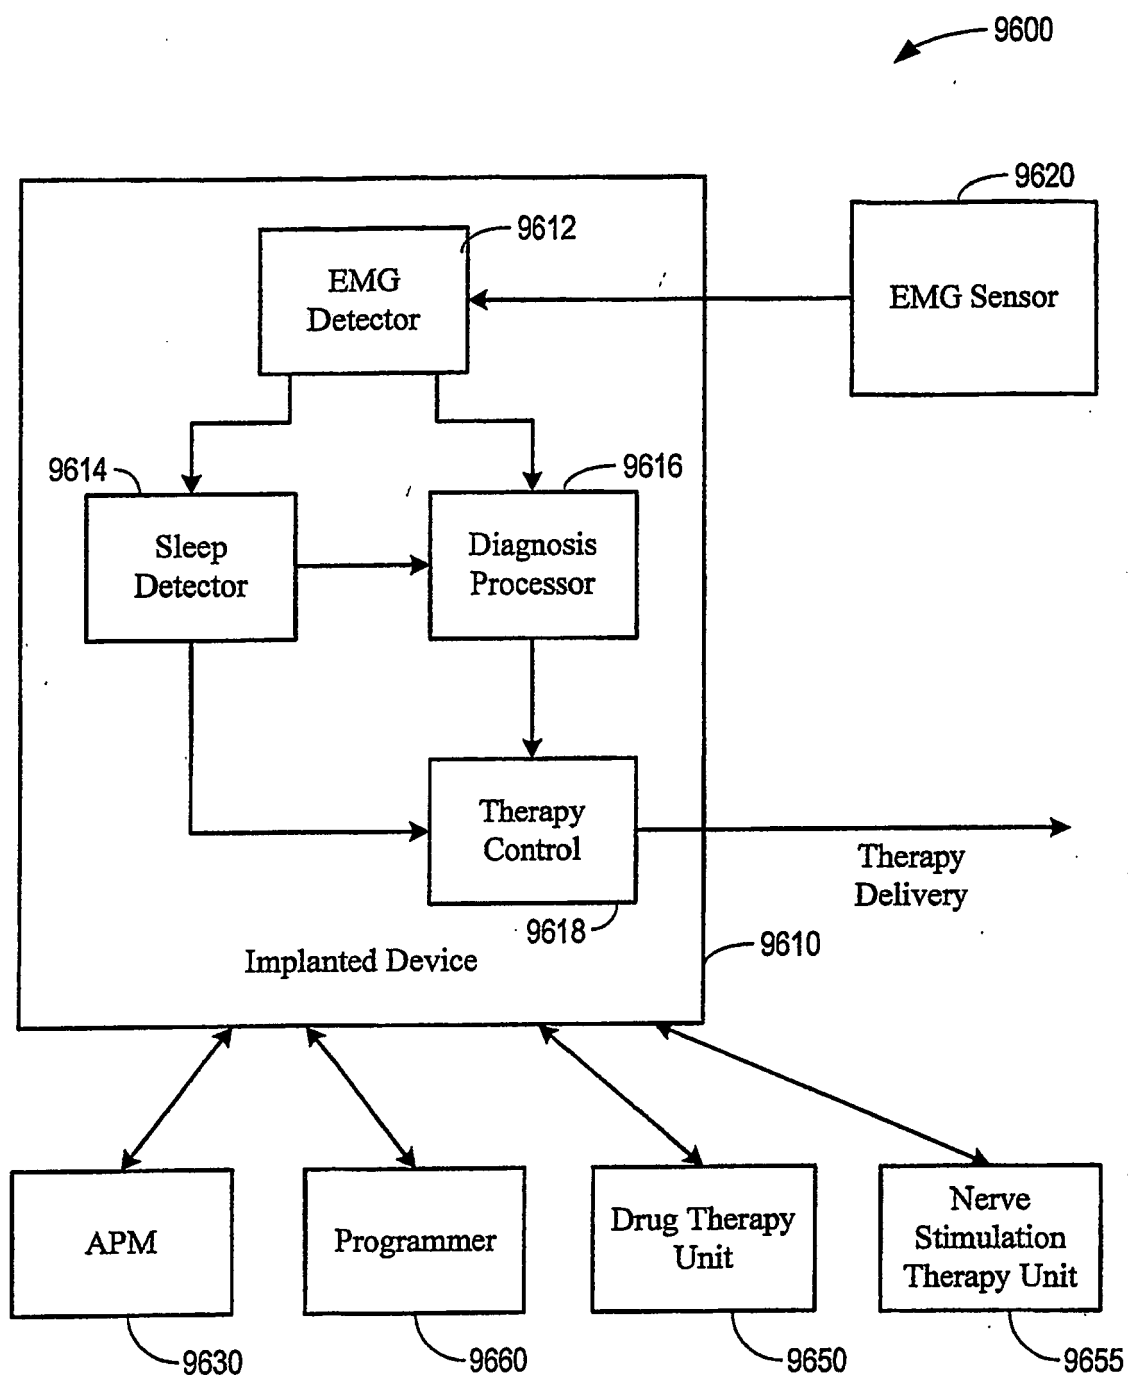 9600
9620
9612
EMG
Detector
EMG Sensor
9614
9616
Sleep
Detector
Diagnosis
Processor
Therapy
Control
Therapy
Delivery
9618
9610
Implanted Device
APM
Programmer
Drug Therapy
Unit
Nerve
Stimulation
Therapy Unit
9630
9660
9650
9655